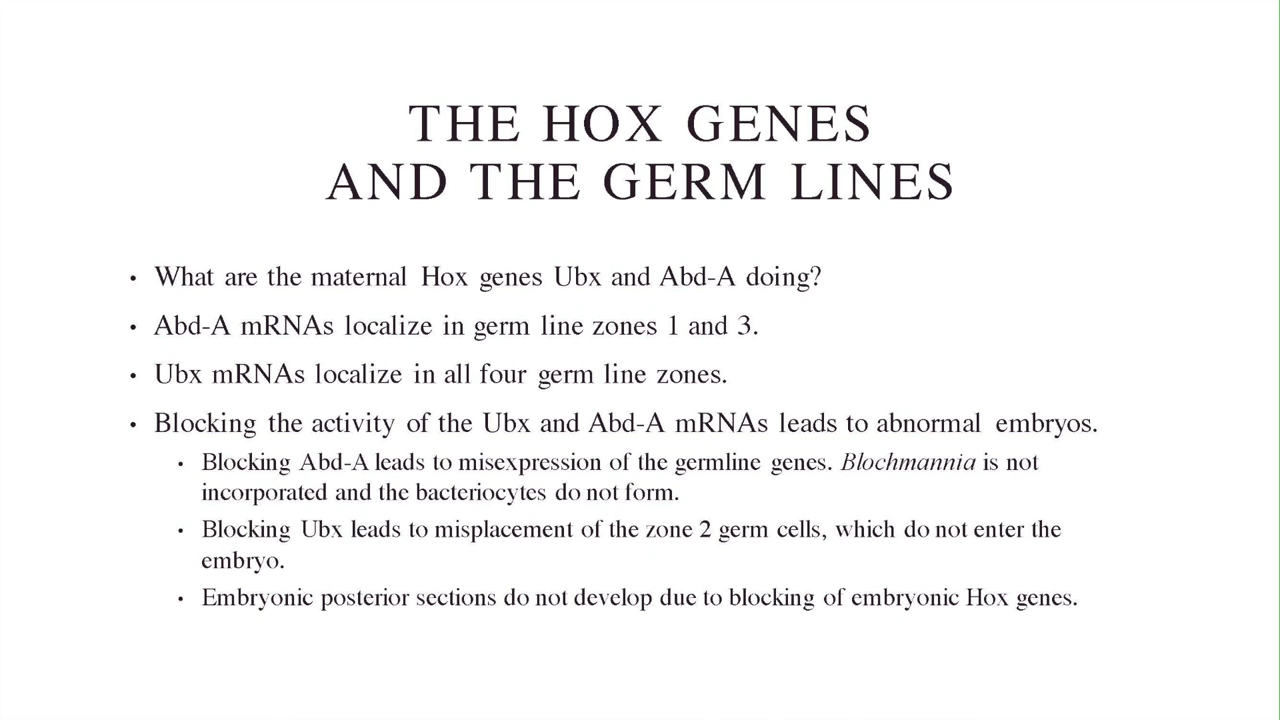 THE HOX GENES
AND THE GERM LINES
• What are the maternal Hox genes Ubx and Abd-A doing?
• Abd-A mRNAs localize in germ line zones 1 and 3.
• Ubx mRNAs localize in all four germ line zones.
• Blocking the activity of the Ubx and Abd-A mRNAs leads to abnormal embryos.
• Blocking Abd-A leads to misexpression of the germline genes. Blochmannia is not
incorporated and the bacteriocytes do not form.
• Blocking Ubx leads to misplacement of the zone 2 germ cells, which do not enter the
embryo.
• Embryonic posterior sections do not develop due to blocking of embryonic Hox genes.